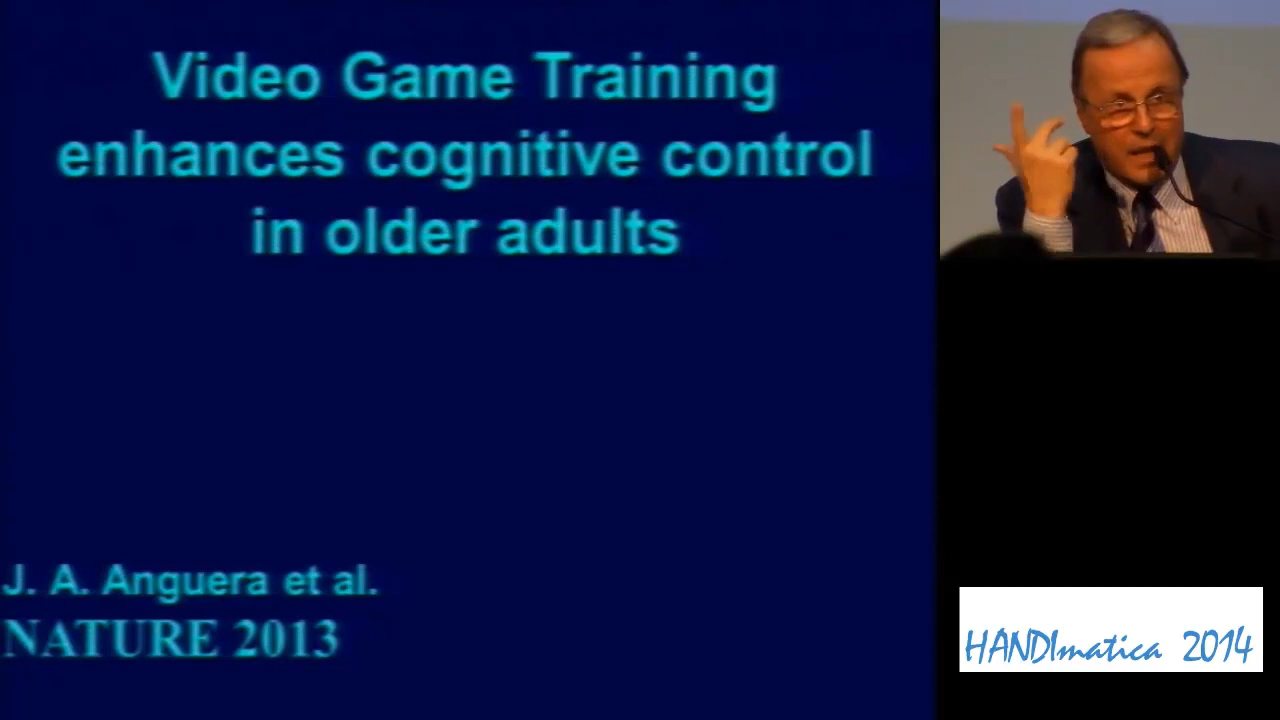 Video Game Training
enhances cognitive control
in older adults
J. A. Anguera et al.
NATURE 2013
HANDImatica 2014